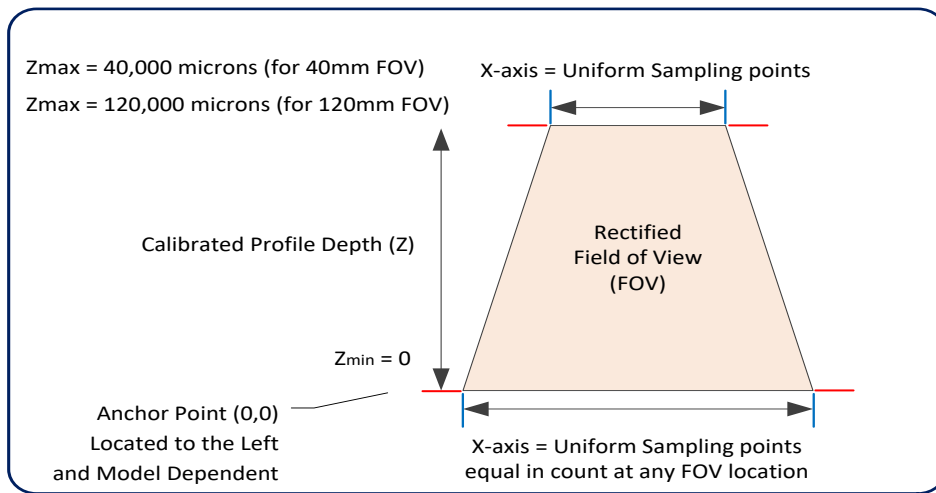 Zmax = 40,000 microns (for 40mm FOV)
Zmax = 120,000 microns (for 120mm FOV)
X-axis = Uniform Sampling points
Calibrated Profile Depth (Z)
Rectified
Field of View
(FOV)
Zmin = 0
Anchor Point (0,0)
Located to the Left
and Model Dependent
X-axis = Uniform Sampling points
equal in count at any FOV location